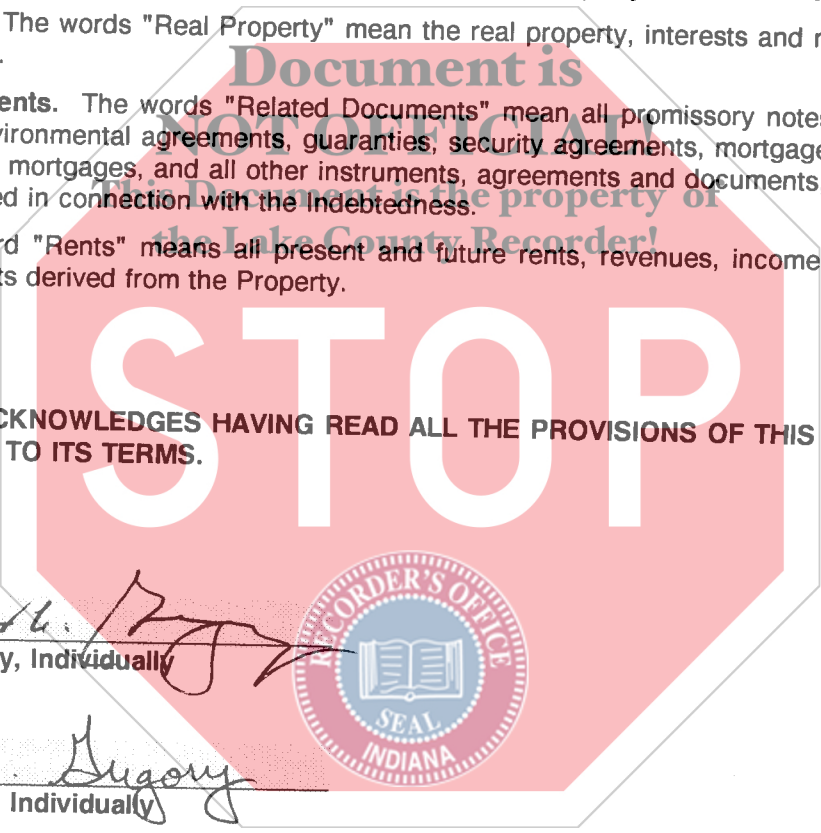 The words "Real Property" mean the real property, interests and
Document is
ents. The words "Related Documents" mean all promissory notes
NOT OFFICIAL!
vironmental agreements, guaranties, security agreements, mortgage
mortgages, and all other instruments, agreements and documents
This Document is the property of
ed in connection with the Indebtedness.
the Lake County Recorder!
rd "Rents" means all present and future rents, revenues, income
ts derived from the Property.
STOP
CKNOWLEDGES HAVING READ ALL THE PROVISIONS OF THIS
TO ITS TERMS.
y, Individually
RECORDER'S OFFICE
SEAL
INDIANA
Gregory
Individually